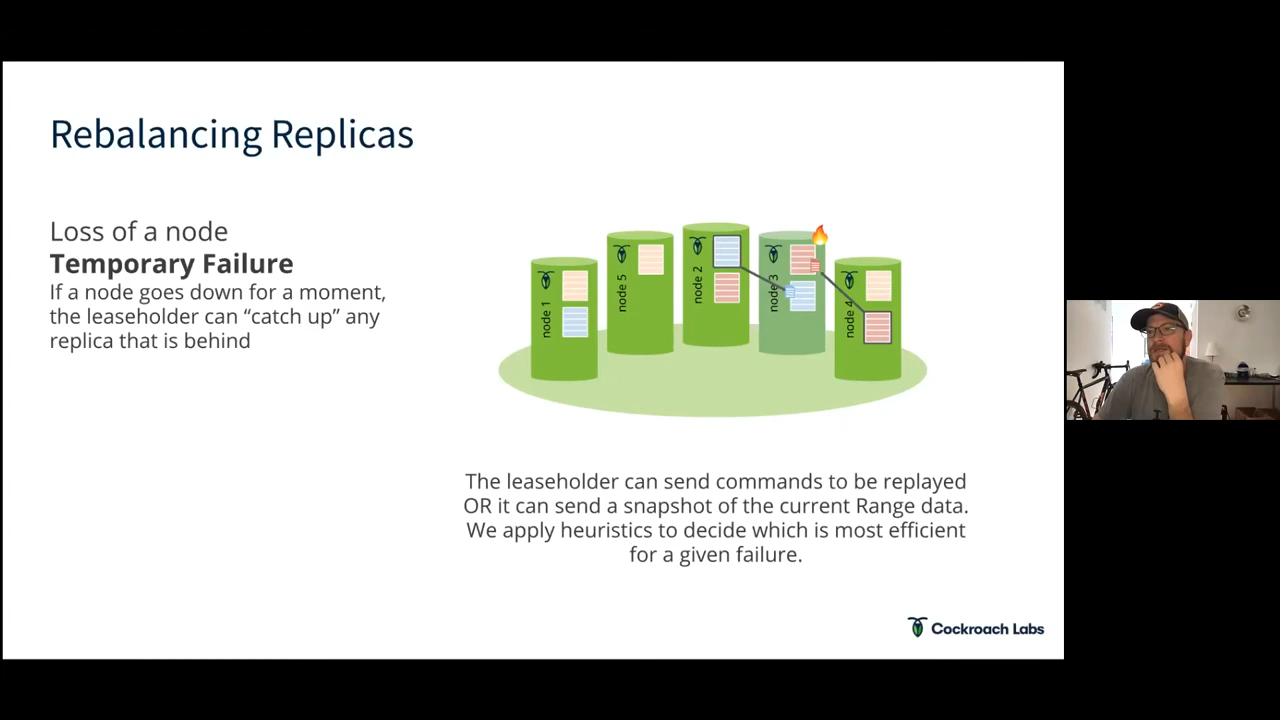 Rebalancing Replicas
Loss of a node
Temporary Failure
If a node goes down for a moment,
the leaseholder can “catch up” any
replica that is behind
node 1
node 5
node 2
node 3
node 4
The leaseholder can send commands to be replayed
OR it can send a snapshot of the current Range data.
We apply heuristics to decide which is most efficient
for a given failure.
Cockroach Labs